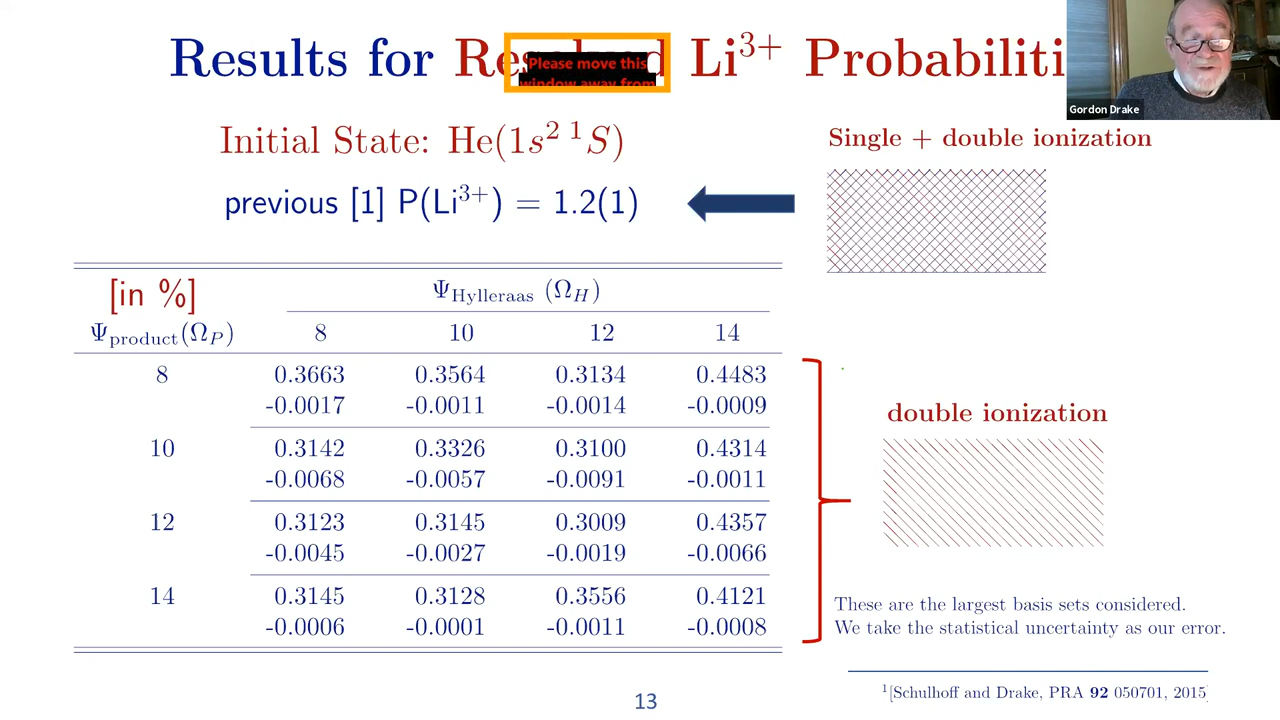 Results for Resolved Li³⁺ Probabiliti
Please move this
window away from
Gordon Drake
Initial State: He(1s² ¹S)
previous [1] P(Li³⁺) = 1.2(1)
Single + double ionization
[in %] Ψ_Hylleraas (Ω_H)
Ψ_product(Ω_P) 8 10 12 14
8 0.3663 0.3564 0.3134 0.4483
-0.0017 -0.0011 -0.0014 -0.0009
10 0.3142 0.3326 0.3100 0.4314
-0.0068 -0.0057 -0.0091 -0.0011
12 0.3123 0.3145 0.3009 0.4357
-0.0045 -0.0027 -0.0019 -0.0066
14 0.3145 0.3128 0.3556 0.4121
-0.0006 -0.0001 -0.0011 -0.0008
double ionization
These are the largest basis sets considered.
We take the statistical uncertainty as our error.
¹[Schulhoff and Drake, PRA 92 050701, 2015]
13